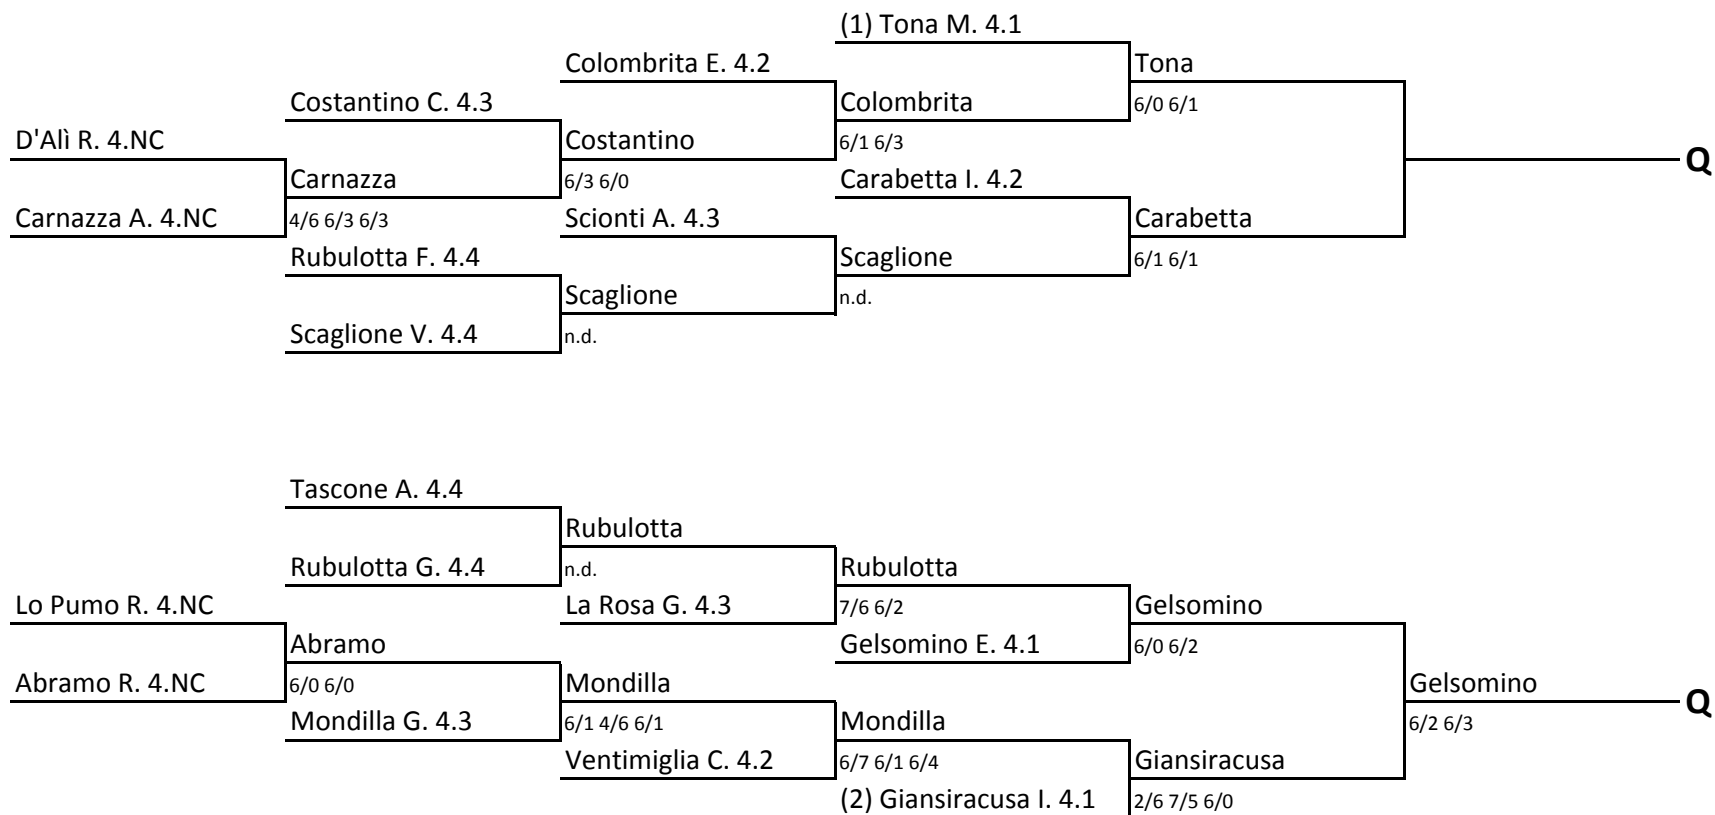 (1) Tona M. 4.1
Colombrita E. 4.2
Tona
Costantino C. 4.3
Colombrita
6/0 6/1
D'Alì R. 4.NC
Costantino
6/1 6/3
Q
Carnazza
6/3 6/0
Carabetta I. 4.2
Carnazza A. 4.NC
4/6 6/3 6/3
Scionti A. 4.3
Carabetta
Rubulotta F. 4.4
Scaglione
6/1 6/1
Scaglione
n.d.
Scaglione V. 4.4
n.d.
Tascone A. 4.4
Rubulotta
Rubulotta G. 4.4
n.d.
Rubulotta
Lo Pumo R. 4.NC
La Rosa G. 4.3
7/6 6/2
Gelsomino
Abramo
Gelsomino E. 4.1
6/0 6/2
Abramo R. 4.NC
6/0 6/0
Mondilla
Gelsomino
Q
Mondilla G. 4.3
6/1 4/6 6/1
Mondilla
6/2 6/3
Ventimiglia C. 4.2
6/7 6/1 6/4
Giansiracusa
(2) Giansiracusa I. 4.1
2/6 7/5 6/0